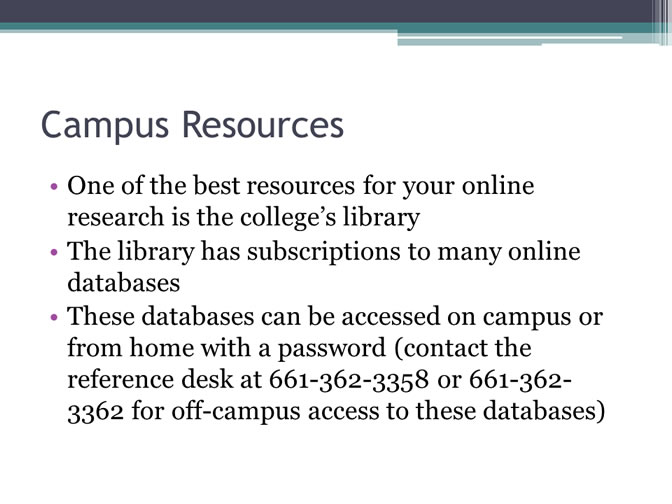 Campus Resources
• One of the best resources for your online
research is the college’s library
• The library has subscriptions to many online
databases
• These databases can be accessed on campus or
from home with a password (contact the
reference desk at 661-362-3358 or 661-362-
3362 for off-campus access to these databases)